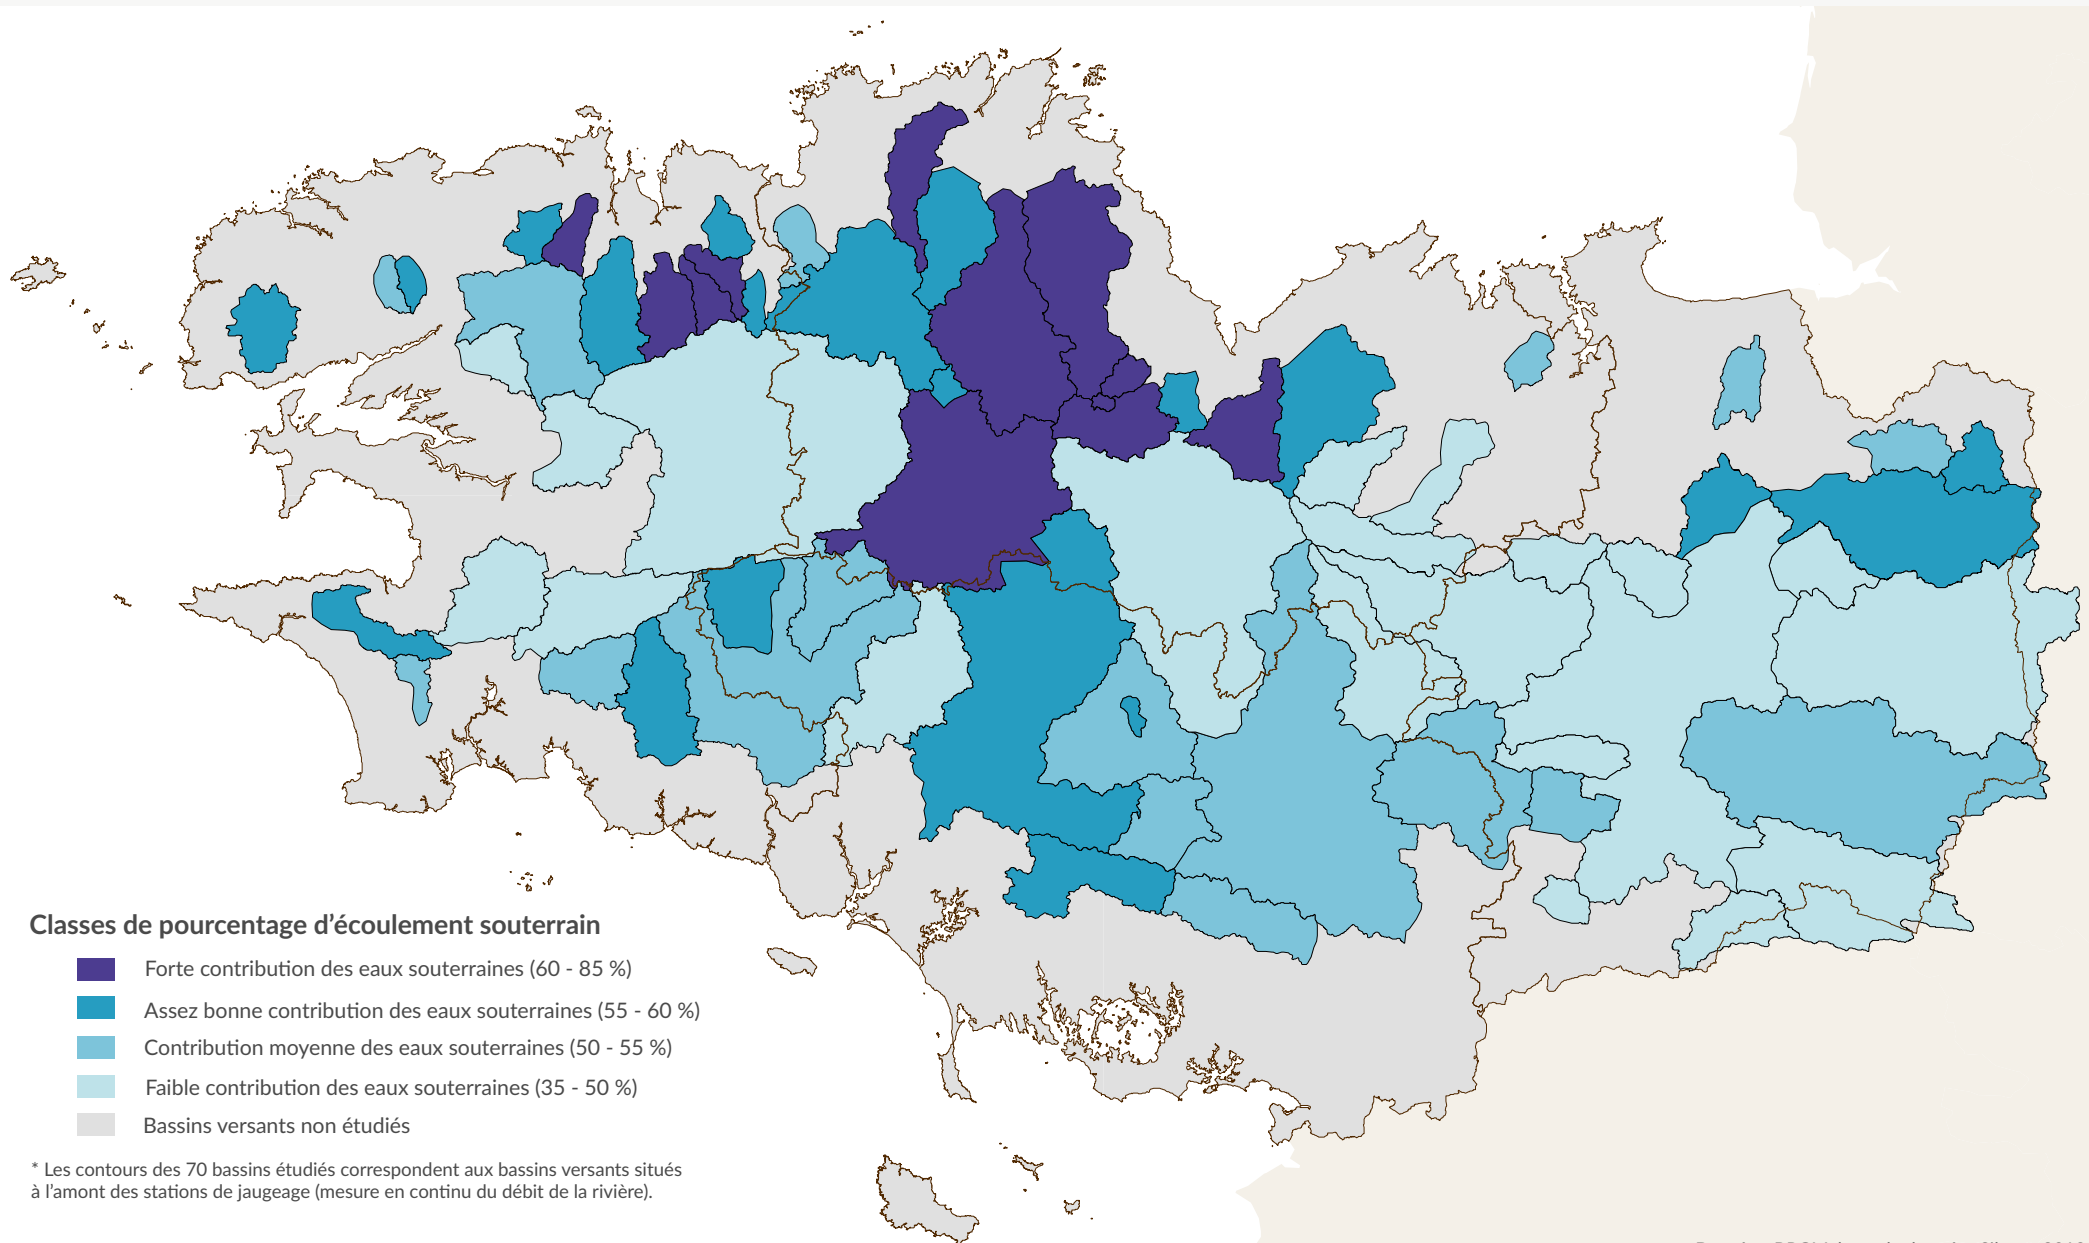 Classes de pourcentage d’écoulement souterrain
Forte contribution des eaux souterraines (60 - 85 %)
Assez bonne contribution des eaux souterraines (55 - 60 %)
Contribution moyenne des eaux souterraines (50 - 55 %)
Faible contribution des eaux souterraines (35 - 50 %)
Bassins versants non étudiés
* Les contours des 70 bassins étudiés correspondent aux bassins versants situés
à l’amont des stations de jaugeage (mesure en continu du débit de la rivière).